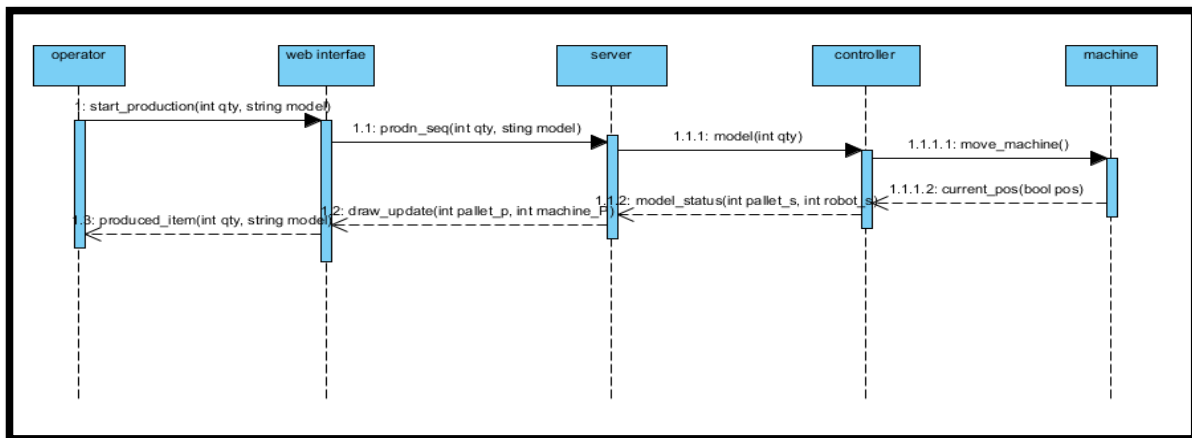 operator
web interfae
server
controller
machine
1: start_production(int qty, string model)
1.1: prodn_seq(int qty, sting model)
1.1.1: model(int qty)
1.1.1.1: move_machine()
1.1.1.2: current_pos(bool pos)
1.1.2: model_status(int pallet_s, int robot_s)
1.2: draw_update(int pallet_p, int machine_P)
1.3: produced_item(int qty, string model)